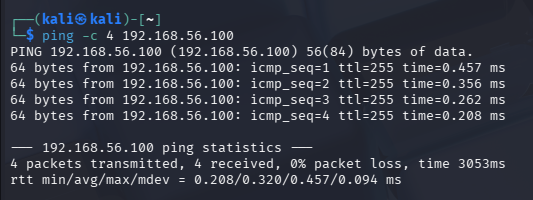 ┌──(kali㉿kali)-[~]
└─$ ping -c 4 192.168.56.100
PING 192.168.56.100 (192.168.56.100) 56(84) bytes of data.
64 bytes from 192.168.56.100: icmp_seq=1 ttl=255 time=0.457 ms
64 bytes from 192.168.56.100: icmp_seq=2 ttl=255 time=0.356 ms
64 bytes from 192.168.56.100: icmp_seq=3 ttl=255 time=0.262 ms
64 bytes from 192.168.56.100: icmp_seq=4 ttl=255 time=0.208 ms
--- 192.168.56.100 ping statistics ---
4 packets transmitted, 4 received, 0% packet loss, time 3053ms
rtt min/avg/max/mdev = 0.208/0.320/0.457/0.094 ms